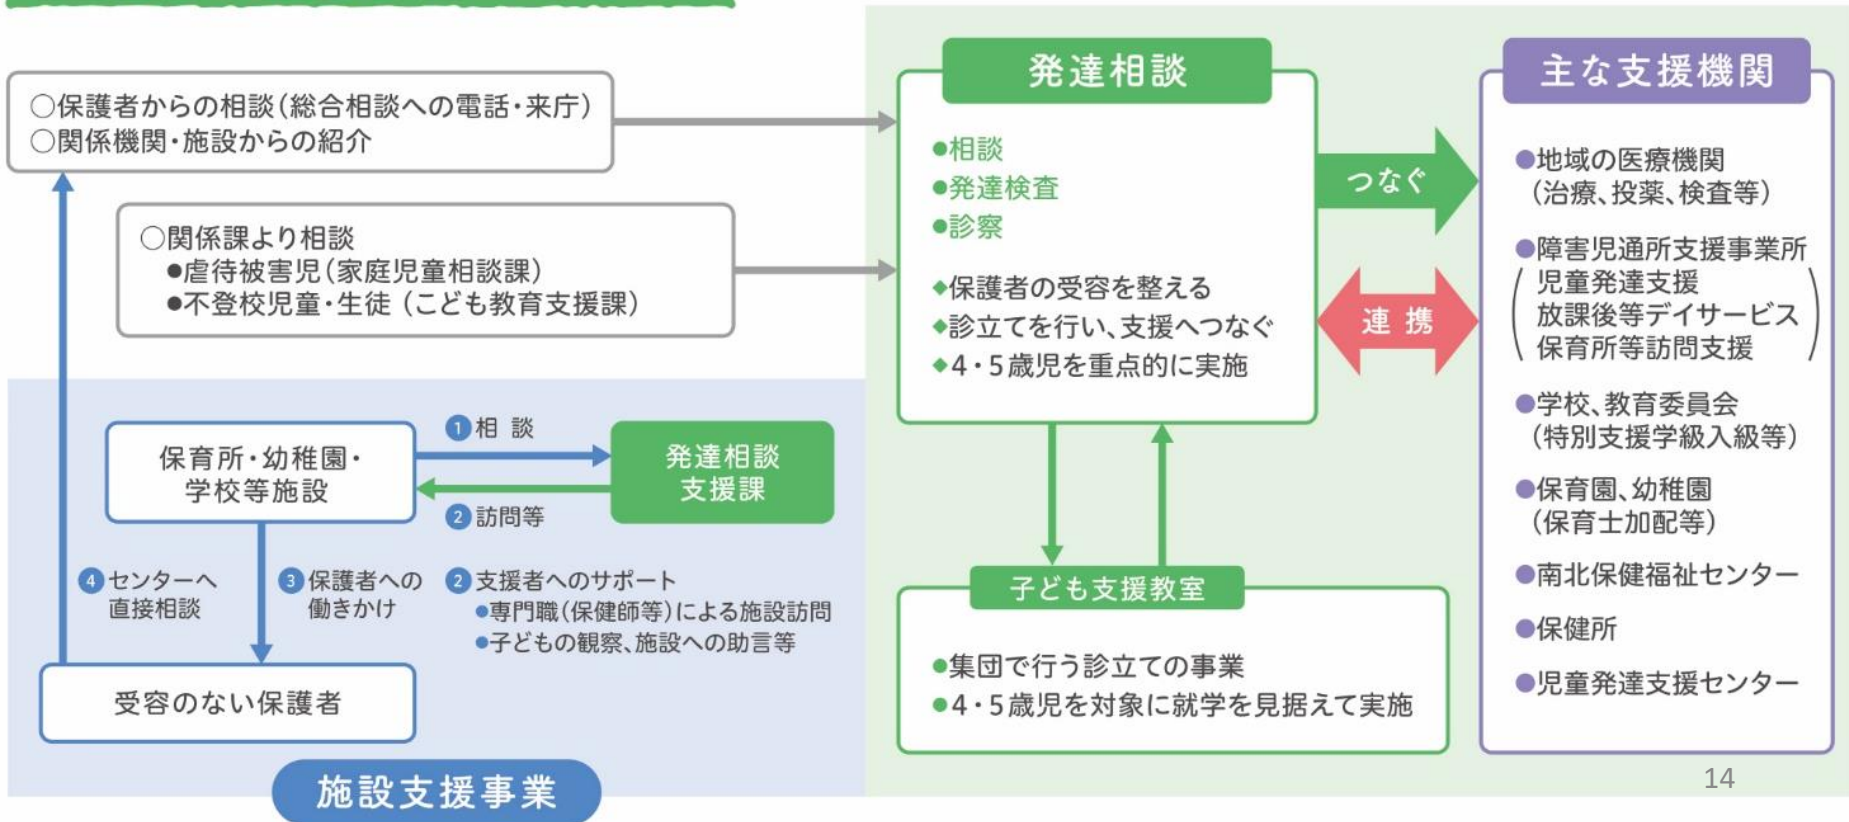 ○保護者からの相談(総合相談への電話・来庁)
○関係機関・施設からの紹介
○関係課より相談
●虐待被害児(家庭児童相談課)
●不登校児童・生徒(こども教育支援課)
保育所・幼稚園・
学校等施設
①相 談
②訪問等
発達相談
支援課
④センターへ
直接相談
③保護者への
働きかけ
②支援者へのサポート
●専門職(保健師等)による施設訪問
●子どもの観察、施設への助言等
受容のない保護者
施設支援事業
発達相談
●相談
●発達検査
●診察
◆保護者の受容を整える
◆診立てを行い、支援へつなぐ
◆4・5歳児を重点的に実施
つなぐ
連 携
子ども支援教室
●集団で行う診立ての事業
●4・5歳児を対象に就学を見据えて実施
主な支援機関
●地域の医療機関
(治療、投薬、検査等)
●障害児通所支援事業所
(児童発達支援
放課後等デイサービス
保育所等訪問支援)
●学校、教育委員会
(特別支援学級入級等)
●保育園、幼稚園
(保育士加配等)
●南北保健福祉センター
●保健所
●児童発達支援センター
14